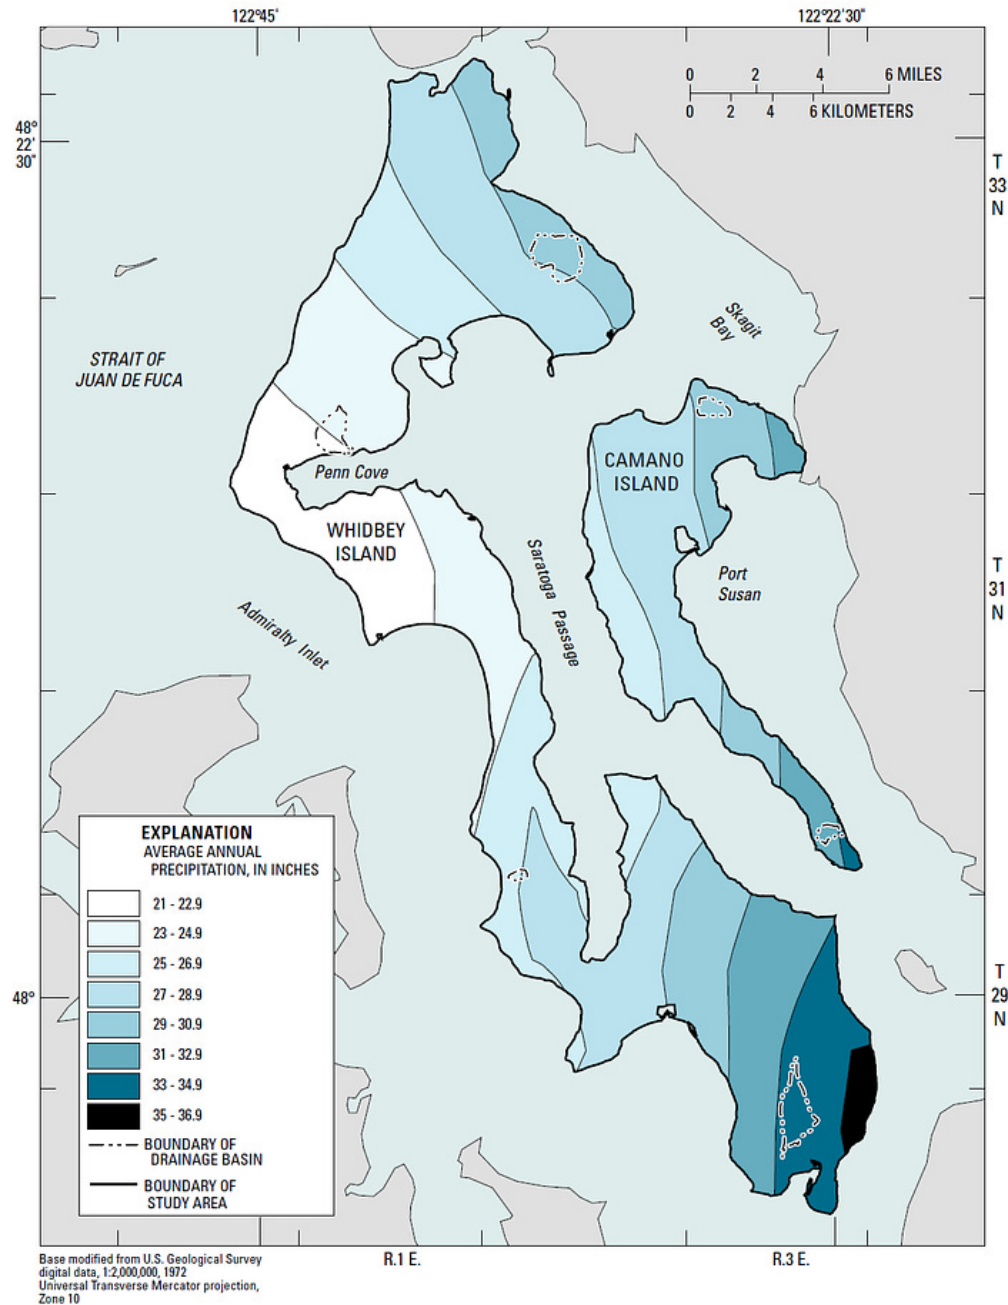 122°45'
122°22'30"
0 2 4 6 MILES
0 2 4 6 KILOMETERS
48°
22'
30"
T
33
N
STRAIT OF
JUAN DE FUCA
Skagit
Bay
CAMANO
ISLAND
Penn Cove
WHIDBEY
ISLAND
Saratoga Passage
Port
Susan
T
31
N
Admiralty Inlet
EXPLANATION
AVERAGE ANNUAL
PRECIPITATION, IN INCHES
21 - 22.9
23 - 24.9
25 - 26.9
27 - 28.9
29 - 30.9
31 - 32.9
33 - 34.9
35 - 36.9
BOUNDARY OF
DRAINAGE BASIN
BOUNDARY OF
STUDY AREA
48°
T
29
N
R.1 E.
R.3 E.
Base modified from U.S. Geological Survey
digital data, 1:2,000,000, 1972
Universal Transverse Mercator projection,
Zone 10